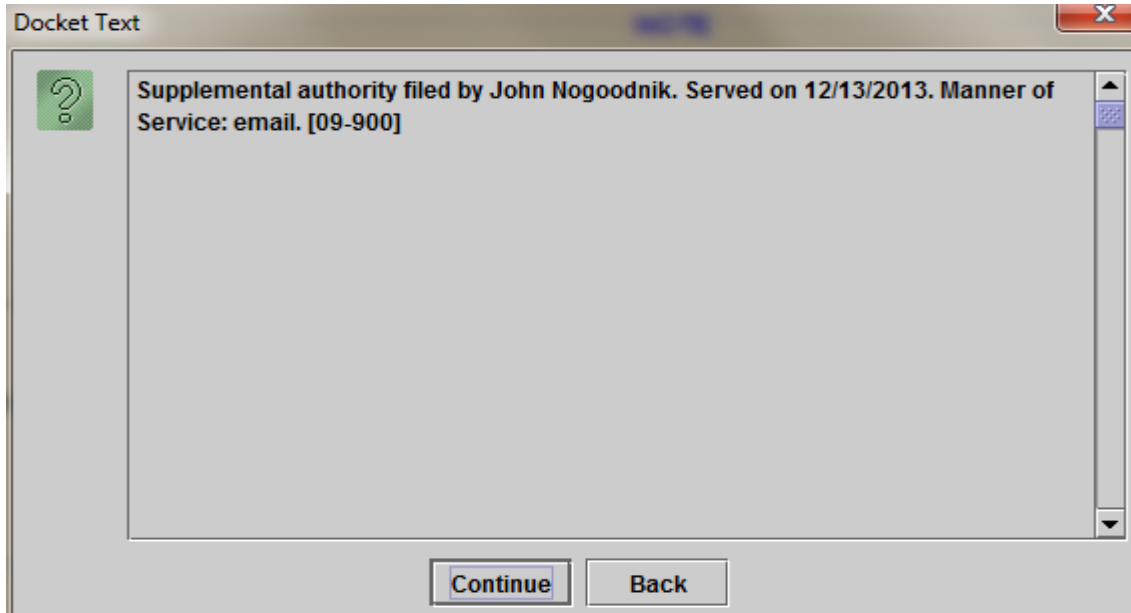 Docket Text
NOTE
Supplemental authority filed by John Nogoodnik. Served on 12/13/2013. Manner of
Service: email. [09-900]
Continue
Back